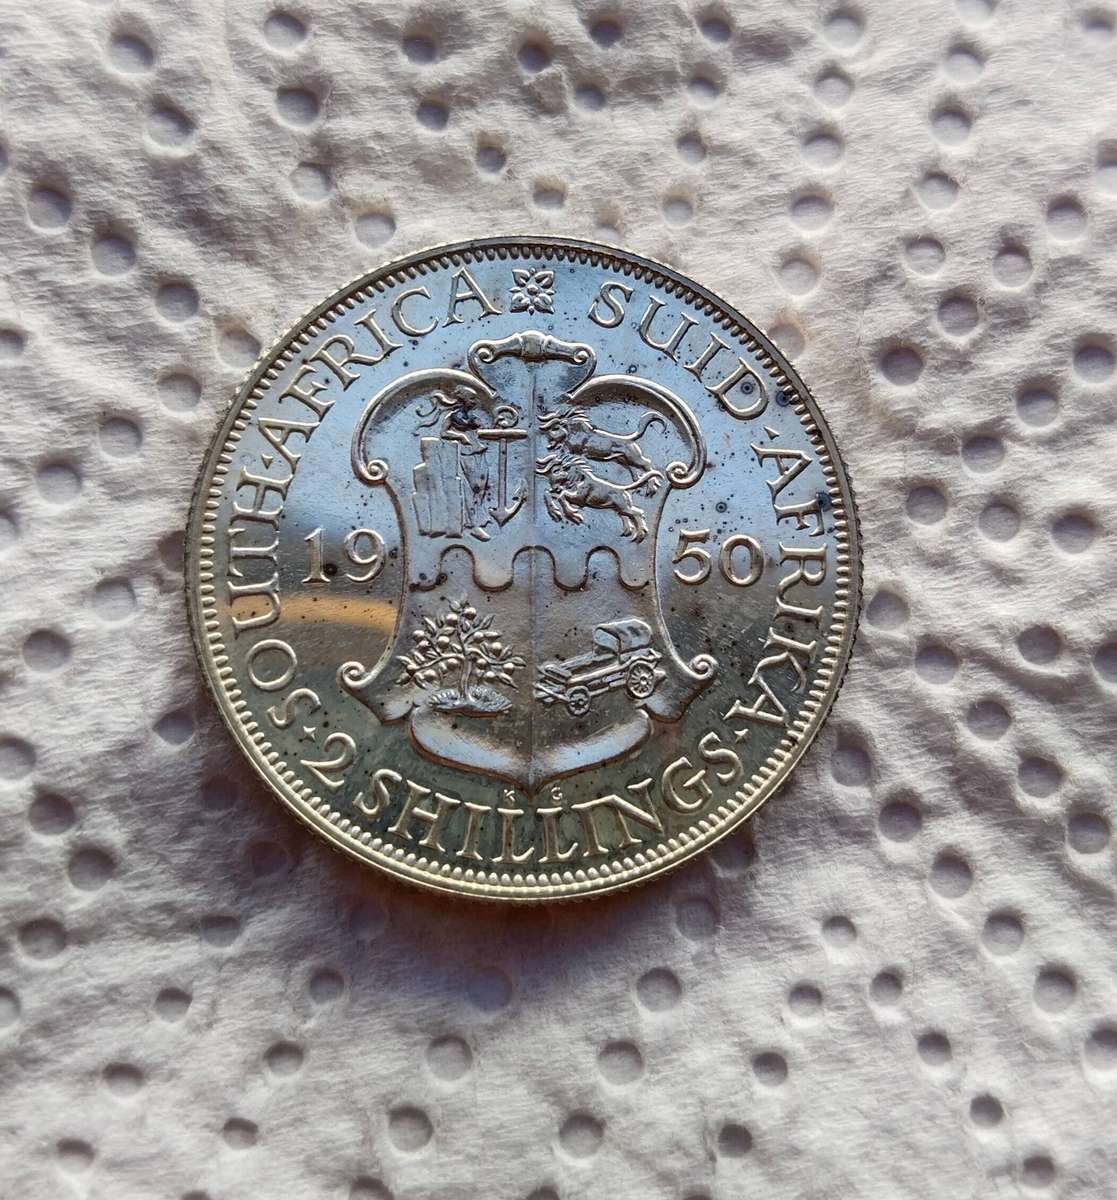 SOUTH·AFRICA SUID·AFRIKA
19 50
K G
·2 SHILLINGS·